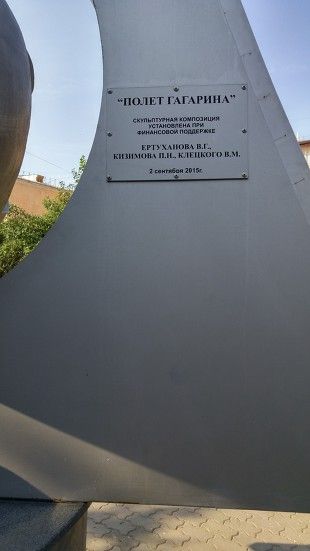 “ПОЛЕТ ГАГАРИНА”
СКУЛЬПТУРНАЯ КОМПОЗИЦИЯ
УСТАНОВЛЕНА ПРИ
ФИНАНСОВОЙ ПОДДЕРЖКЕ
ЕРТУХАНОВА В.Г.,
КИЗИМОВА П.Н., КЛЕЦКОГО В.М.
2 сентября 2015г.